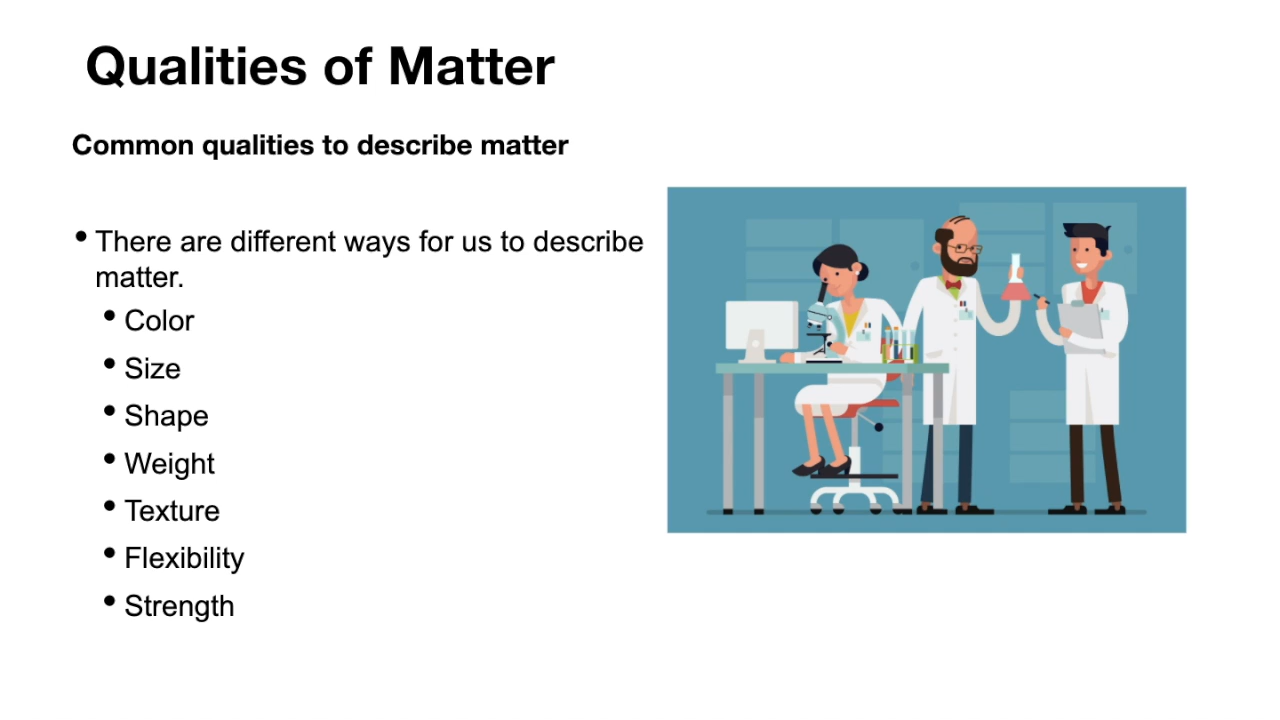 Qualities of Matter
Common qualities to describe matter
• There are different ways for us to describe
matter.
• Color
• Size
• Shape
• Weight
• Texture
• Flexibility
• Strength